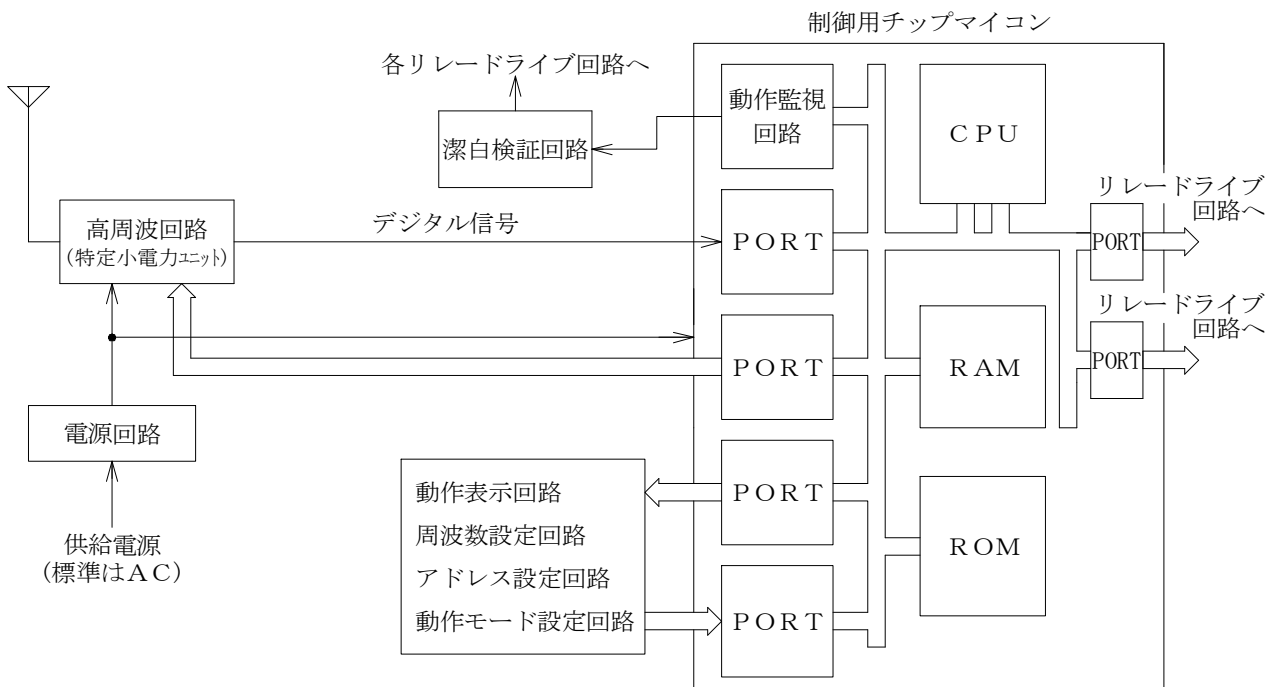 制御用チップマイコン
各リレードライブ回路へ
動作監視
回路
CPU
潔白検証回路
リレードライブ
回路へ
高周波回路
(特定小電力ユニット)
デジタル信号
PORT
PORT
リレードライブ
回路へ
PORT
RAM
PORT
電源回路
動作表示回路
周波数設定回路
アドレス設定回路
動作モード設定回路
PORT
ROM
供給電源
(標準はAC)
PORT